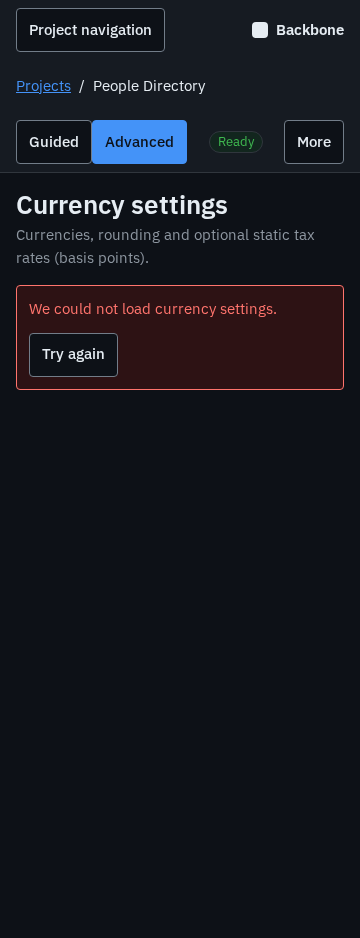 Project navigation
Backbone
Projects / People Directory
Guided
Advanced
Ready
More
Currency settings
Currencies, rounding and optional static tax
rates (basis points).
We could not load currency settings.
Try again